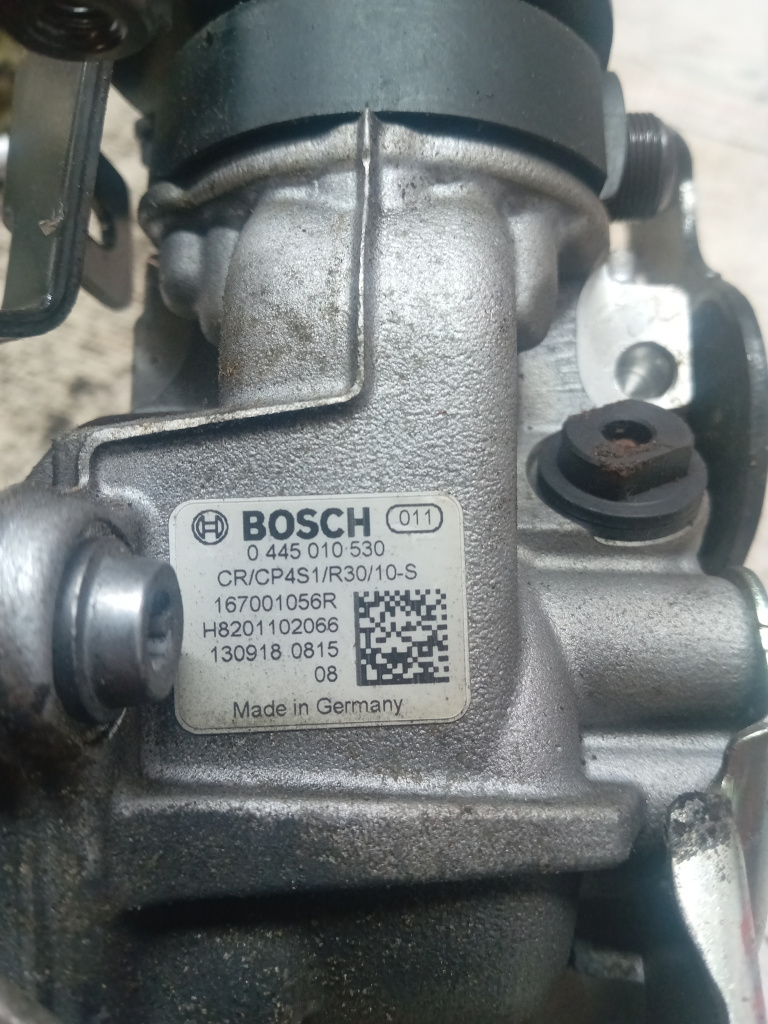 BOSCH 011
0 445 010 530
CR/CP4S1/R30/10-S
167001056R
H8201102066
130918 0815
08
Made in Germany